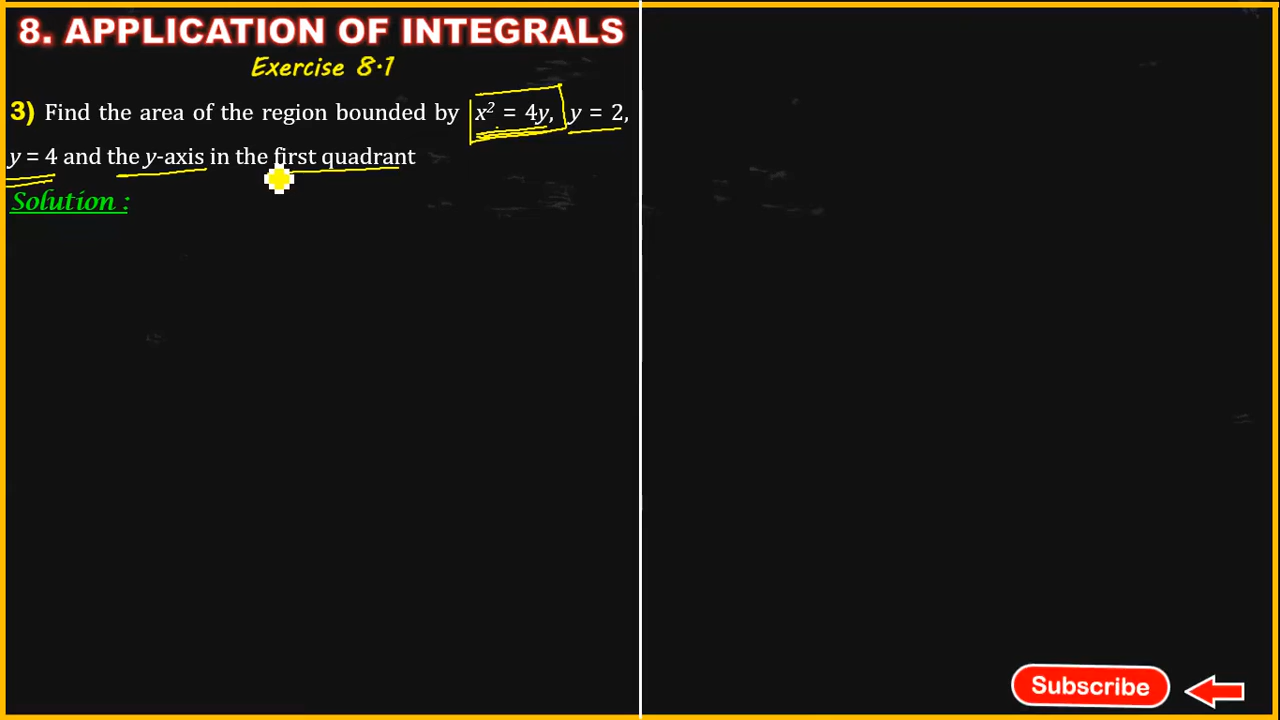 8. APPLICATION OF INTEGRALS
Exercise 8.1
3) Find the area of the region bounded by x² = 4y, y = 2,
y = 4 and the y-axis in the first quadrant
Solution :
Subscribe